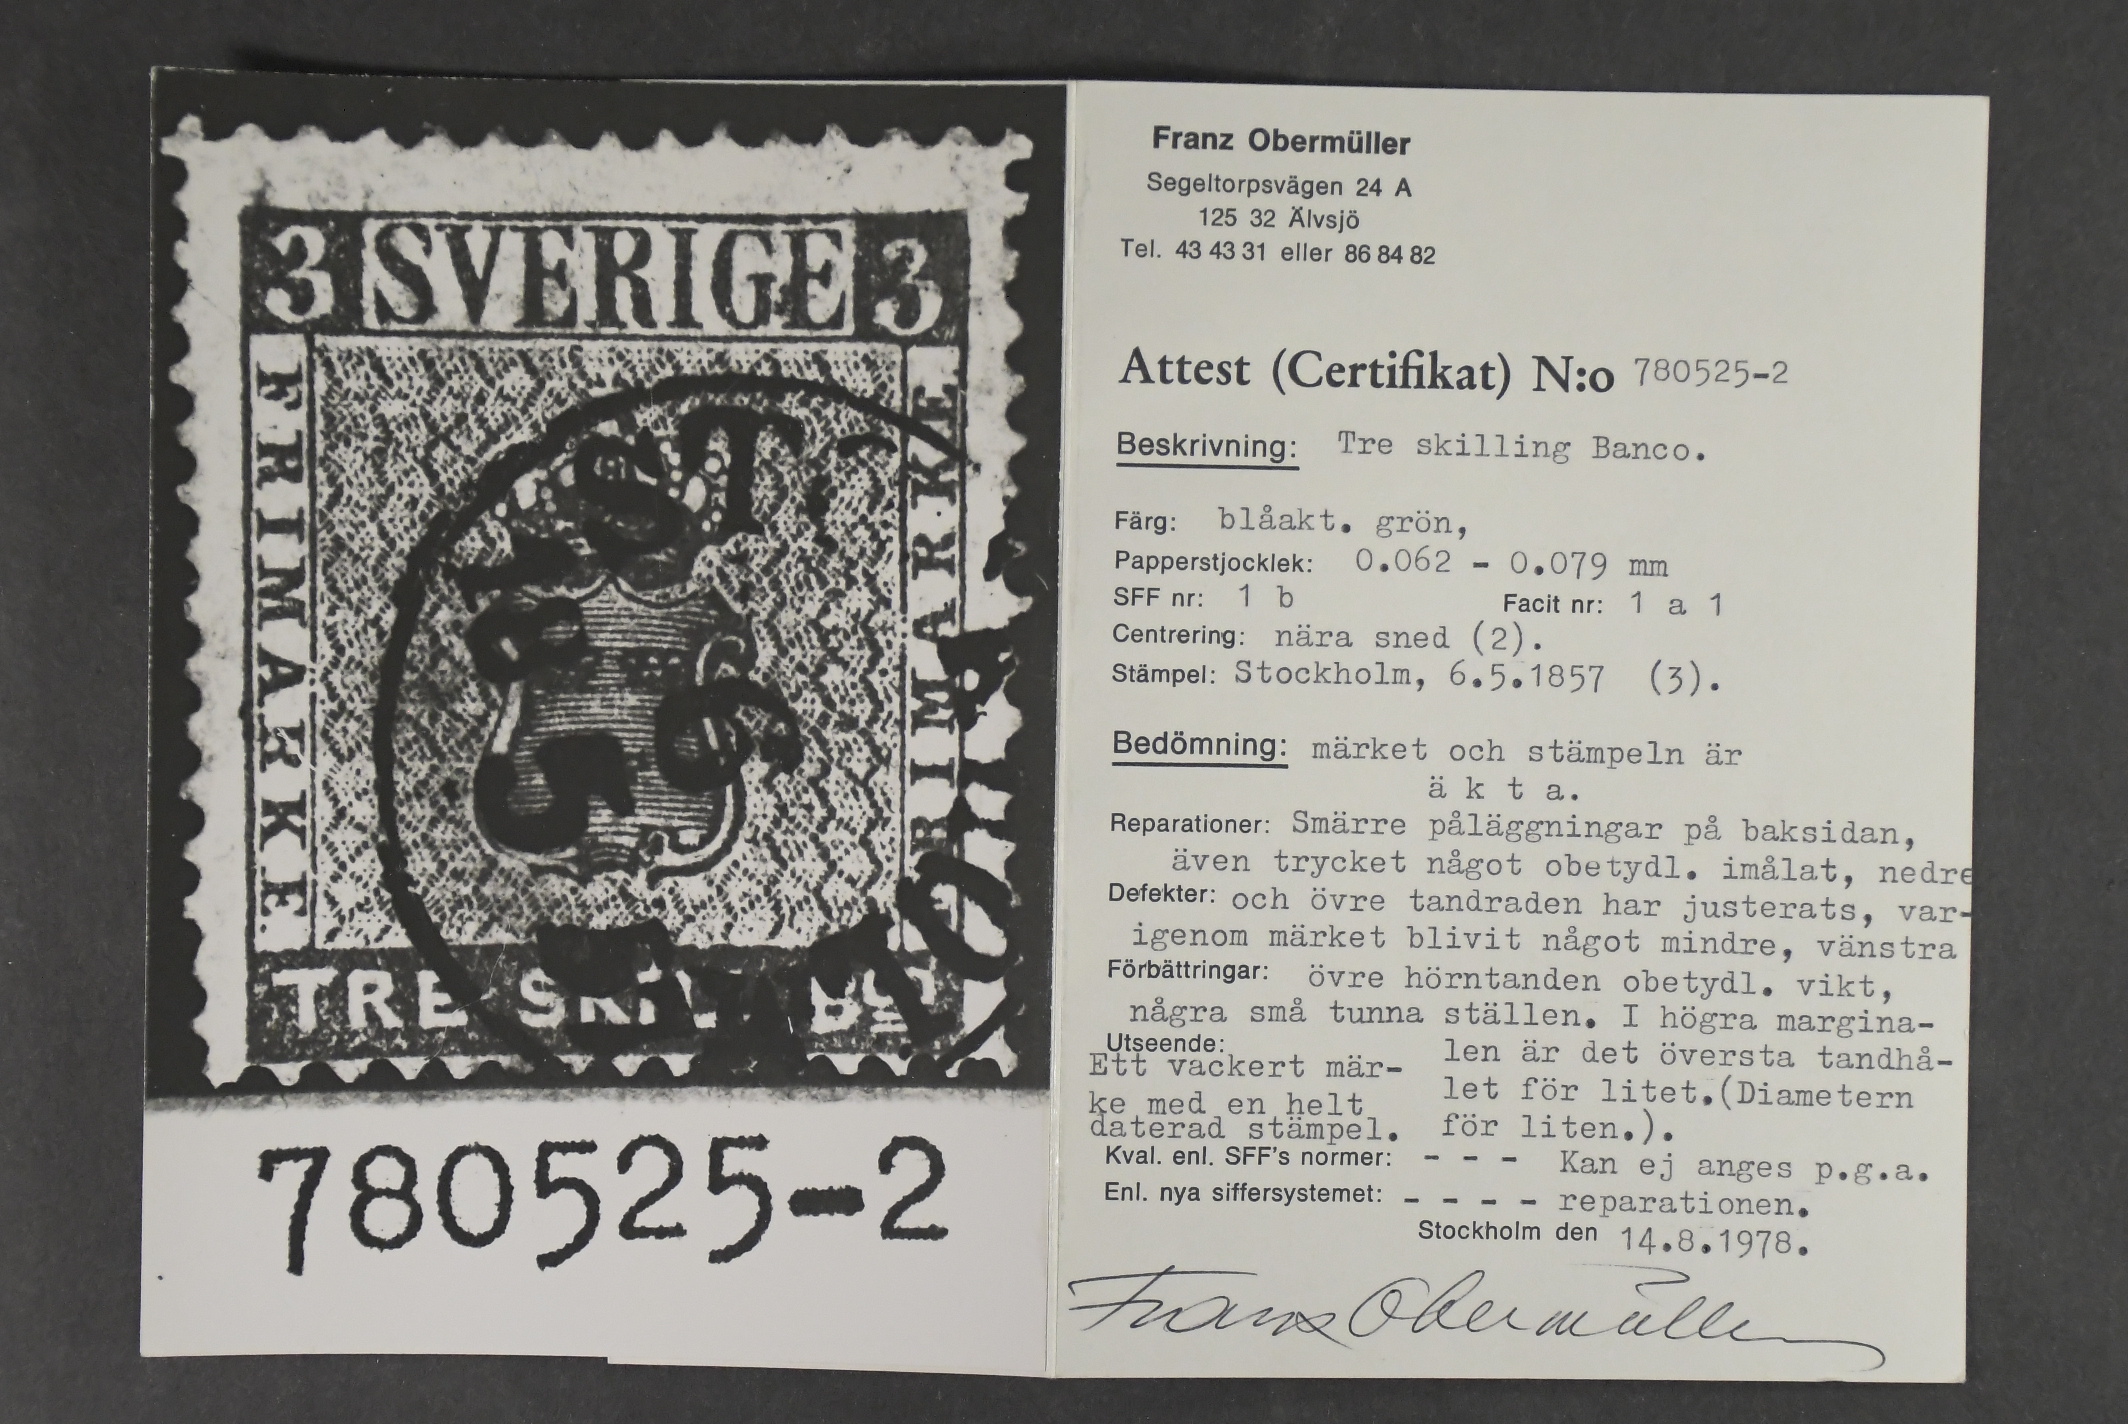 3 SVERIGE 3
FRIMARKE
FRIMARKE
TRE SKILL Bco
780525-2
Franz Obermüller
Segeltorpsvägen 24 A
125 32 Älvsjö
Tel. 43 43 31 eller 86 84 82
Attest (Certifikat) N:o 780525-2
Beskrivning: Tre skilling Banco.
Färg: blåakt. grön,
Papperstjocklek: 0.062 - 0.079 mm
SFF nr: 1 b Facit nr: 1 a 1
Centrering: nära sned (2).
Stämpel: Stockholm, 6.5.1857 (3).
Bedömning: märket och stämpeln är
ä k t a.
Reparationer: Smärre påläggningar på baksidan,
även trycket något obetydl. imålat, nedre
Defekter: och övre tandraden har justerats, var-
igenom märket blivit något mindre, vänstra
Förbättringar: övre hörntanden obetydl. vikt,
några små tunna ställen. I högra margina-
Utseende: len är det översta tandhå-
Ett vackert mär-
let för litet.(Diametern
ke med en helt
daterad stämpel. för liten.).
Kval. enl. SFF's normer: - - - Kan ej anges p.g.a.
Enl. nya siffersystemet: - - - - reparationen.
Stockholm den 14.8.1978.
Franz Obermüller